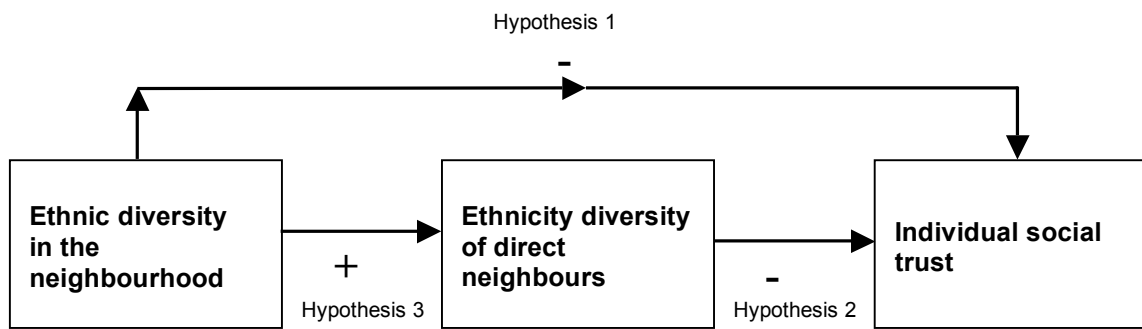 Hypothesis 1
-
Ethnic diversity
in the
neighbourhood
+
Hypothesis 3
Ethnicity diversity
of direct
neighbours
-
Hypothesis 2
Individual social
trust